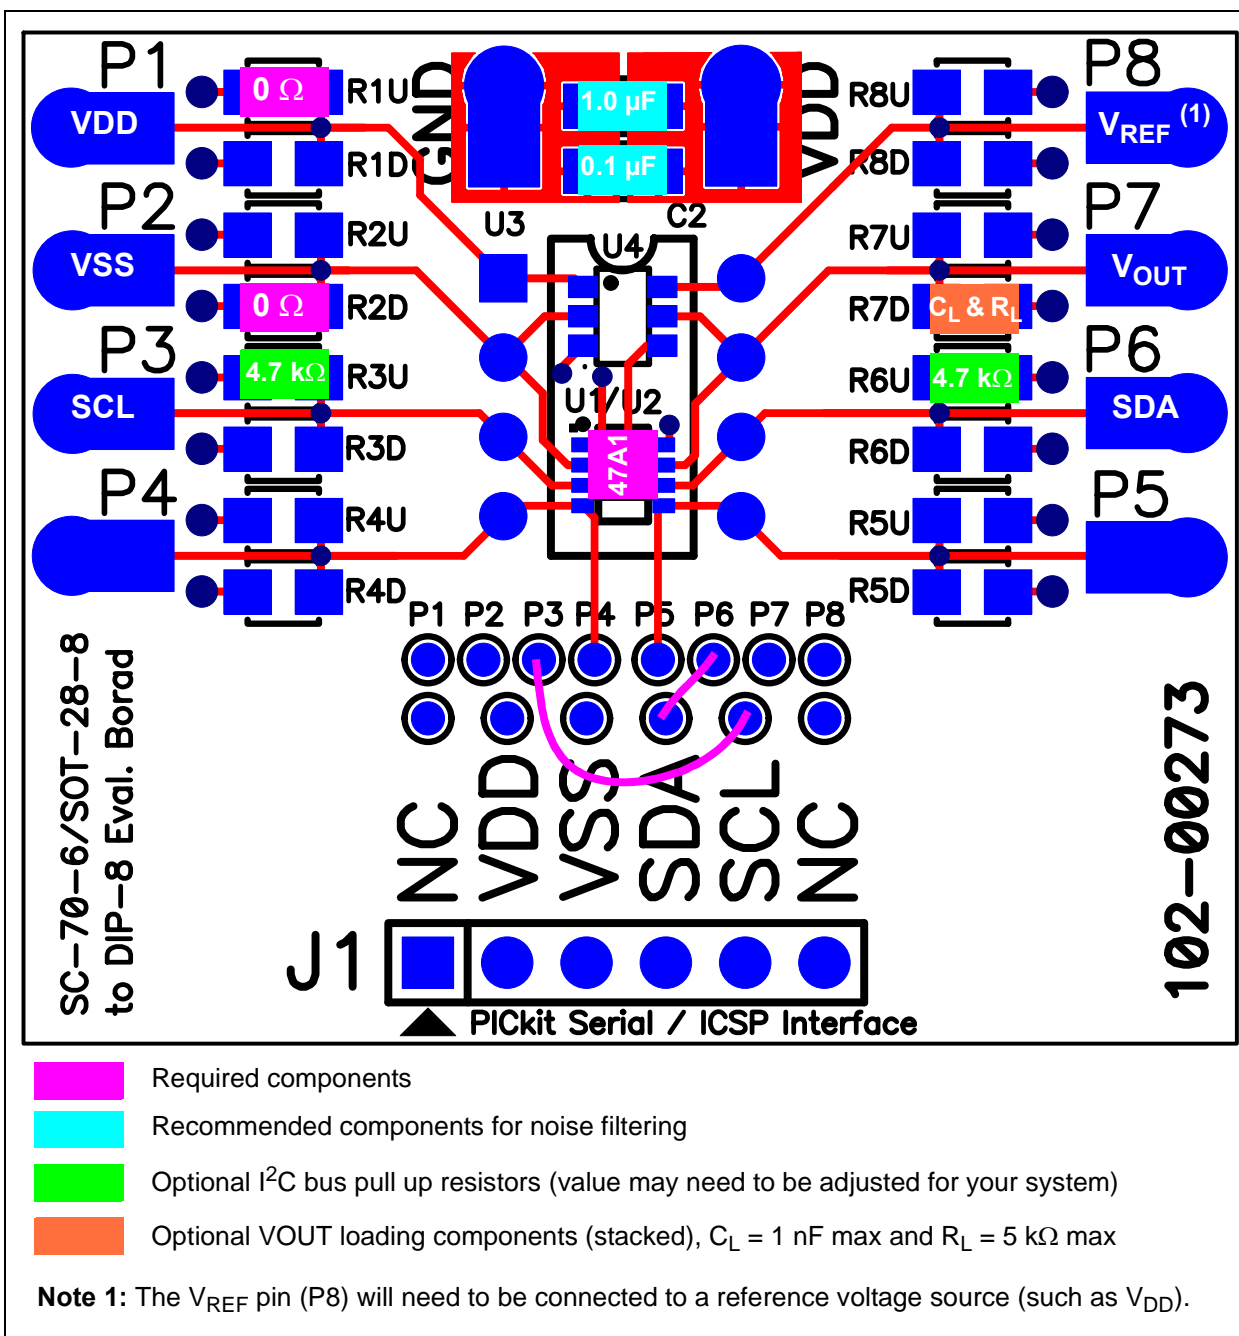 P1
0 Ω
R1U
VDD
R1D
GND
1.0 µF
0.1 µF
VDD
P8
R8U
VREF (1)
R8D
P2
R2U
VSS
0 Ω
R2D
U3
C2
U4
P7
R7U
VOUT
R7D
CL & RL
P3
4.7 kΩ
R3U
SCL
R3D
U1/U2
47A1
P6
R6U
4.7 kΩ
SDA
R6D
P4
R4U
R4D
P5
R5U
R5D
P1 P2 P3 P4 P5 P6 P7 P8
NC
VDD
VSS
SDA
SCL
NC
SC-70-6/SOT-28-8
to DIP-8 Eval. Borad
102-00273
J1
PICkit Serial / ICSP Interface
Required components
Recommended components for noise filtering
Optional I²C bus pull up resistors (value may need to be adjusted for your system)
Optional VOUT loading components (stacked), CL = 1 nF max and RL = 5 kΩ max
Note 1: The VREF pin (P8) will need to be connected to a reference voltage source (such as VDD).